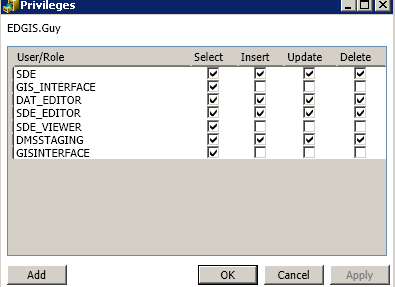 Privileges
EDGIS.Guy
User/Role Select Insert Update Delete
SDE
GIS_INTERFACE
DAT_EDITOR
SDE_EDITOR
SDE_VIEWER
DMSSTAGING
GISINTERFACE
Add OK Cancel Apply